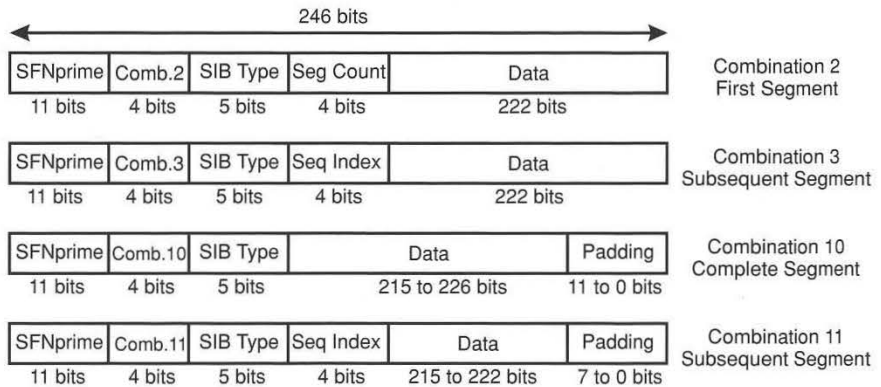 246 bits
SFNprime Comb.2 SIB Type Seg Count Data
11 bits 4 bits 5 bits 4 bits 222 bits
Combination 2
First Segment
SFNprime Comb.3 SIB Type Seq Index Data
11 bits 4 bits 5 bits 4 bits 222 bits
Combination 3
Subsequent Segment
SFNprime Comb.10 SIB Type Data Padding
11 bits 4 bits 5 bits 215 to 226 bits 11 to 0 bits
Combination 10
Complete Segment
SFNprime Comb.11 SIB Type Seq Index Data Padding
11 bits 4 bits 5 bits 4 bits 215 to 222 bits 7 to 0 bits
Combination 11
Subsequent Segment